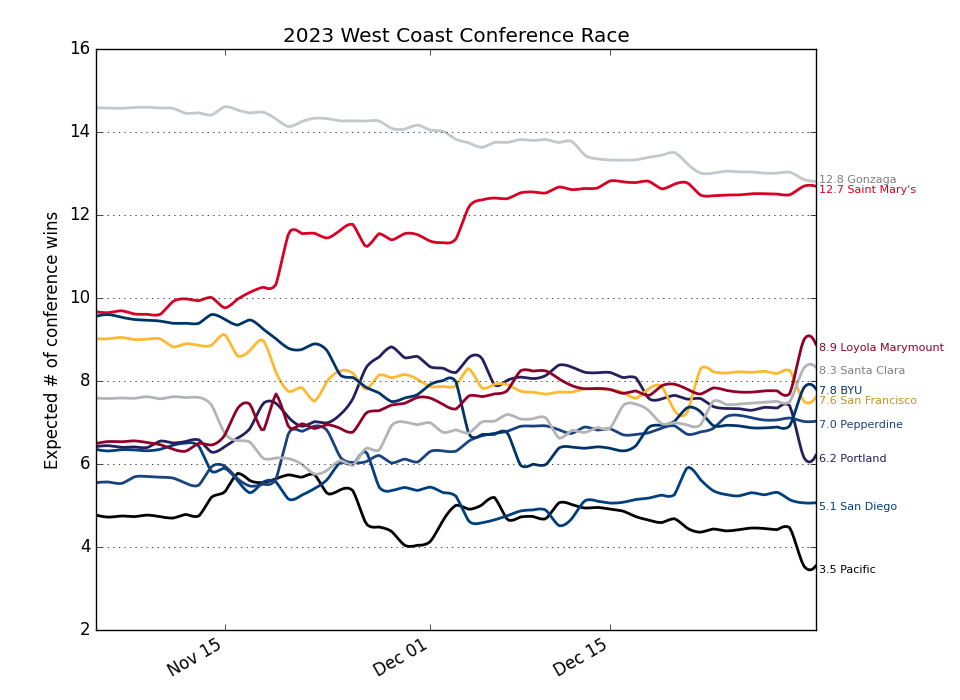 2023 West Coast Conference Race
Expected # of conference wins
16
14
12
10
8
6
4
2
Nov 15
Dec 01
Dec 15
12.8 Gonzaga
12.7 Saint Mary's
8.9 Loyola Marymount
8.3 Santa Clara
7.8 BYU
7.6 San Francisco
7.0 Pepperdine
6.2 Portland
5.1 San Diego
3.5 Pacific